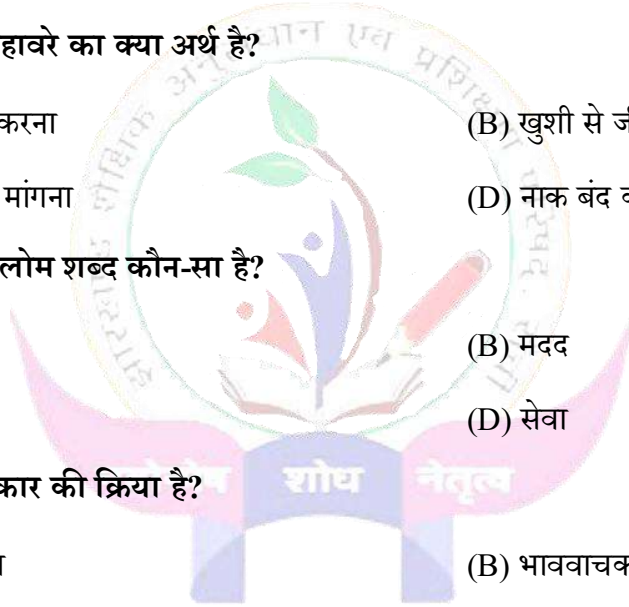 हावरे का क्या अर्थ है?
करना (B) खुशी से
मांगना (D) नाक बंद
लोम शब्द कौन-सा है?
(B) मदद
(D) सेवा
कार की क्रिया है?
(B) भाववाचक
शोध नेतृत्व